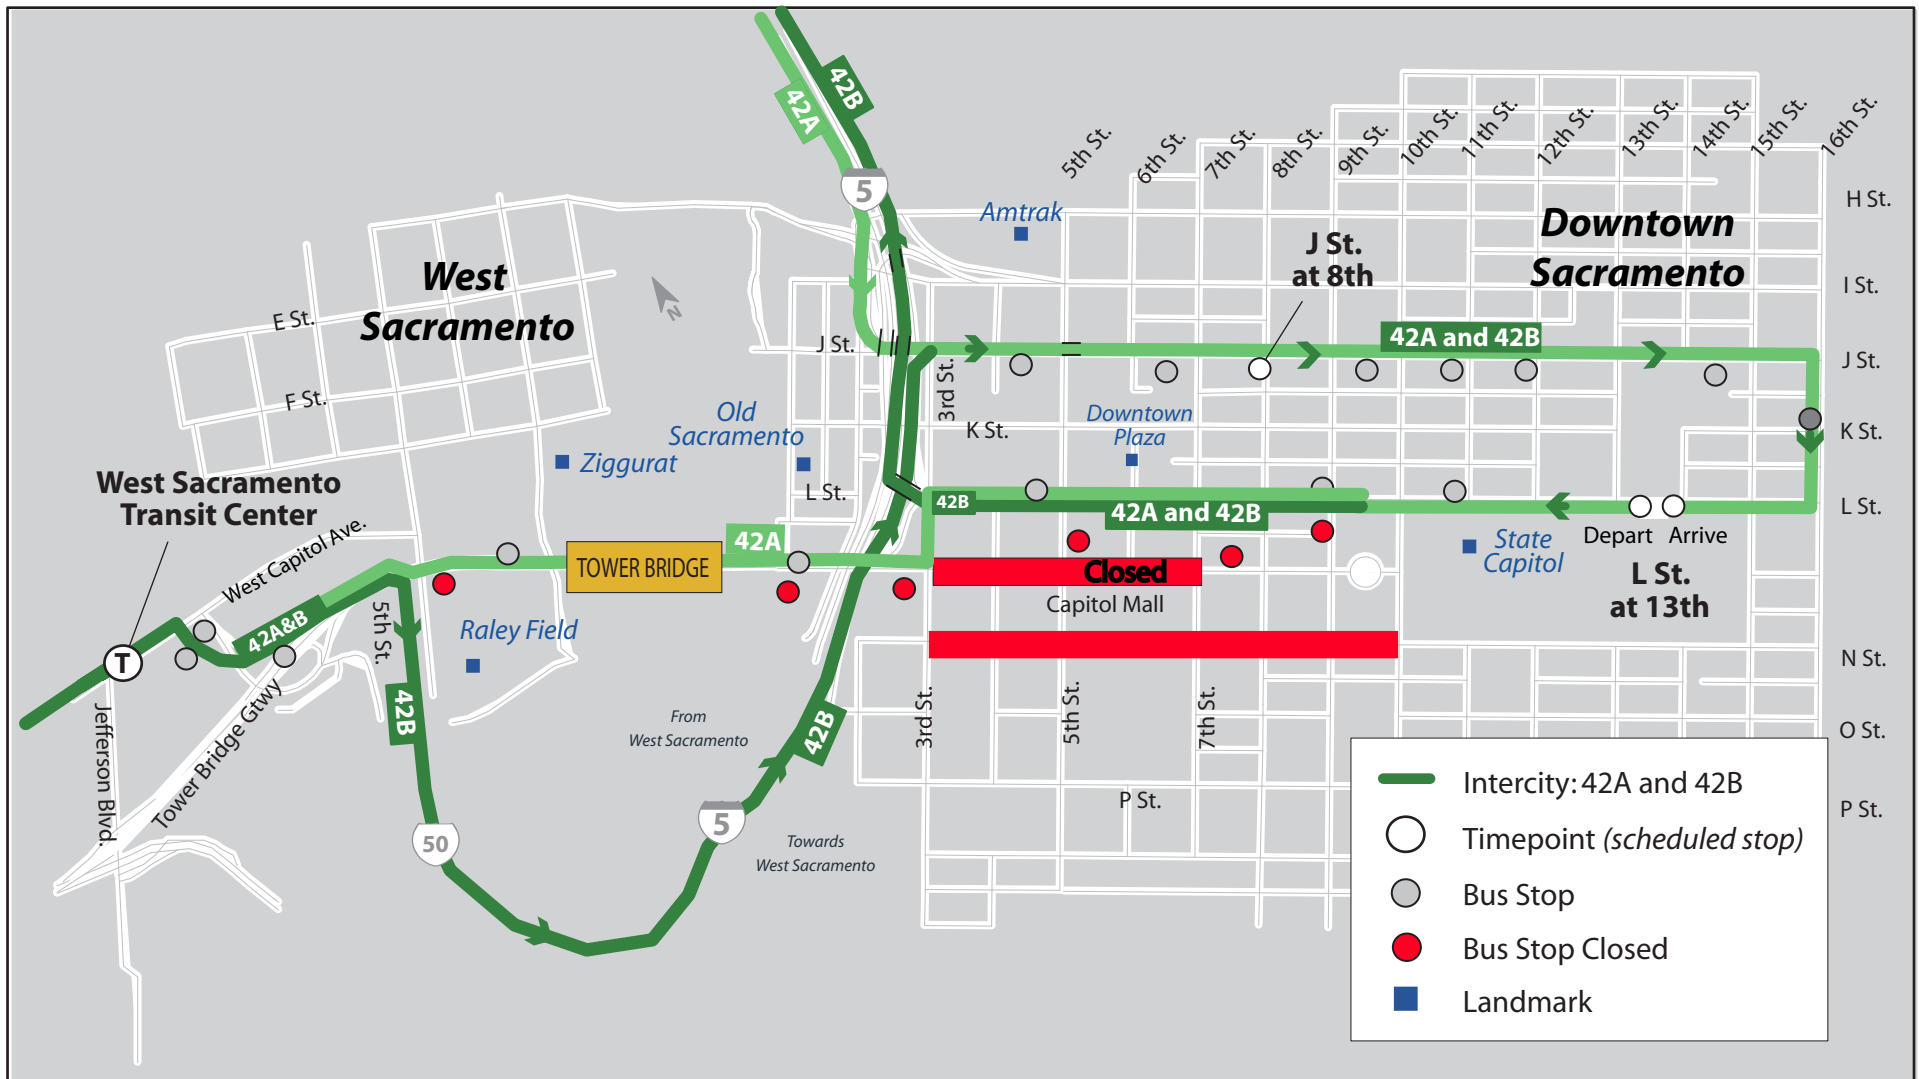 42B
42A
5
5th St.
6th St.
7th St.
8th St.
9th St.
10th St.
11th St.
12th St.
13th St.
14th St.
15th St.
16th St.
H St.
Amtrak
Downtown
Sacramento
J St.
at 8th
West
Sacramento
N
E St.
I St.
J St.
42A and 42B
J St.
3rd St.
F St.
Old
Sacramento
Downtown
Plaza
K St.
K St.
Ziggurat
West Sacramento
Transit Center
L St.
42B
42A and 42B
L St.
Depart
Arrive
State
Capitol
West Capitol Ave.
42A
TOWER BRIDGE
Closed
Capitol Mall
L St.
at 13th
42A&B
5th St.
Raley Field
T
N St.
Jefferson Blvd.
Tower Bridge Gtwy
42B
From
West Sacramento
42B
3rd St.
5th St.
7th St.
O St.
P St.
P St.
50
5
Towards
West Sacramento
Intercity: 42A and 42B
Timepoint (scheduled stop)
Bus Stop
Bus Stop Closed
Landmark